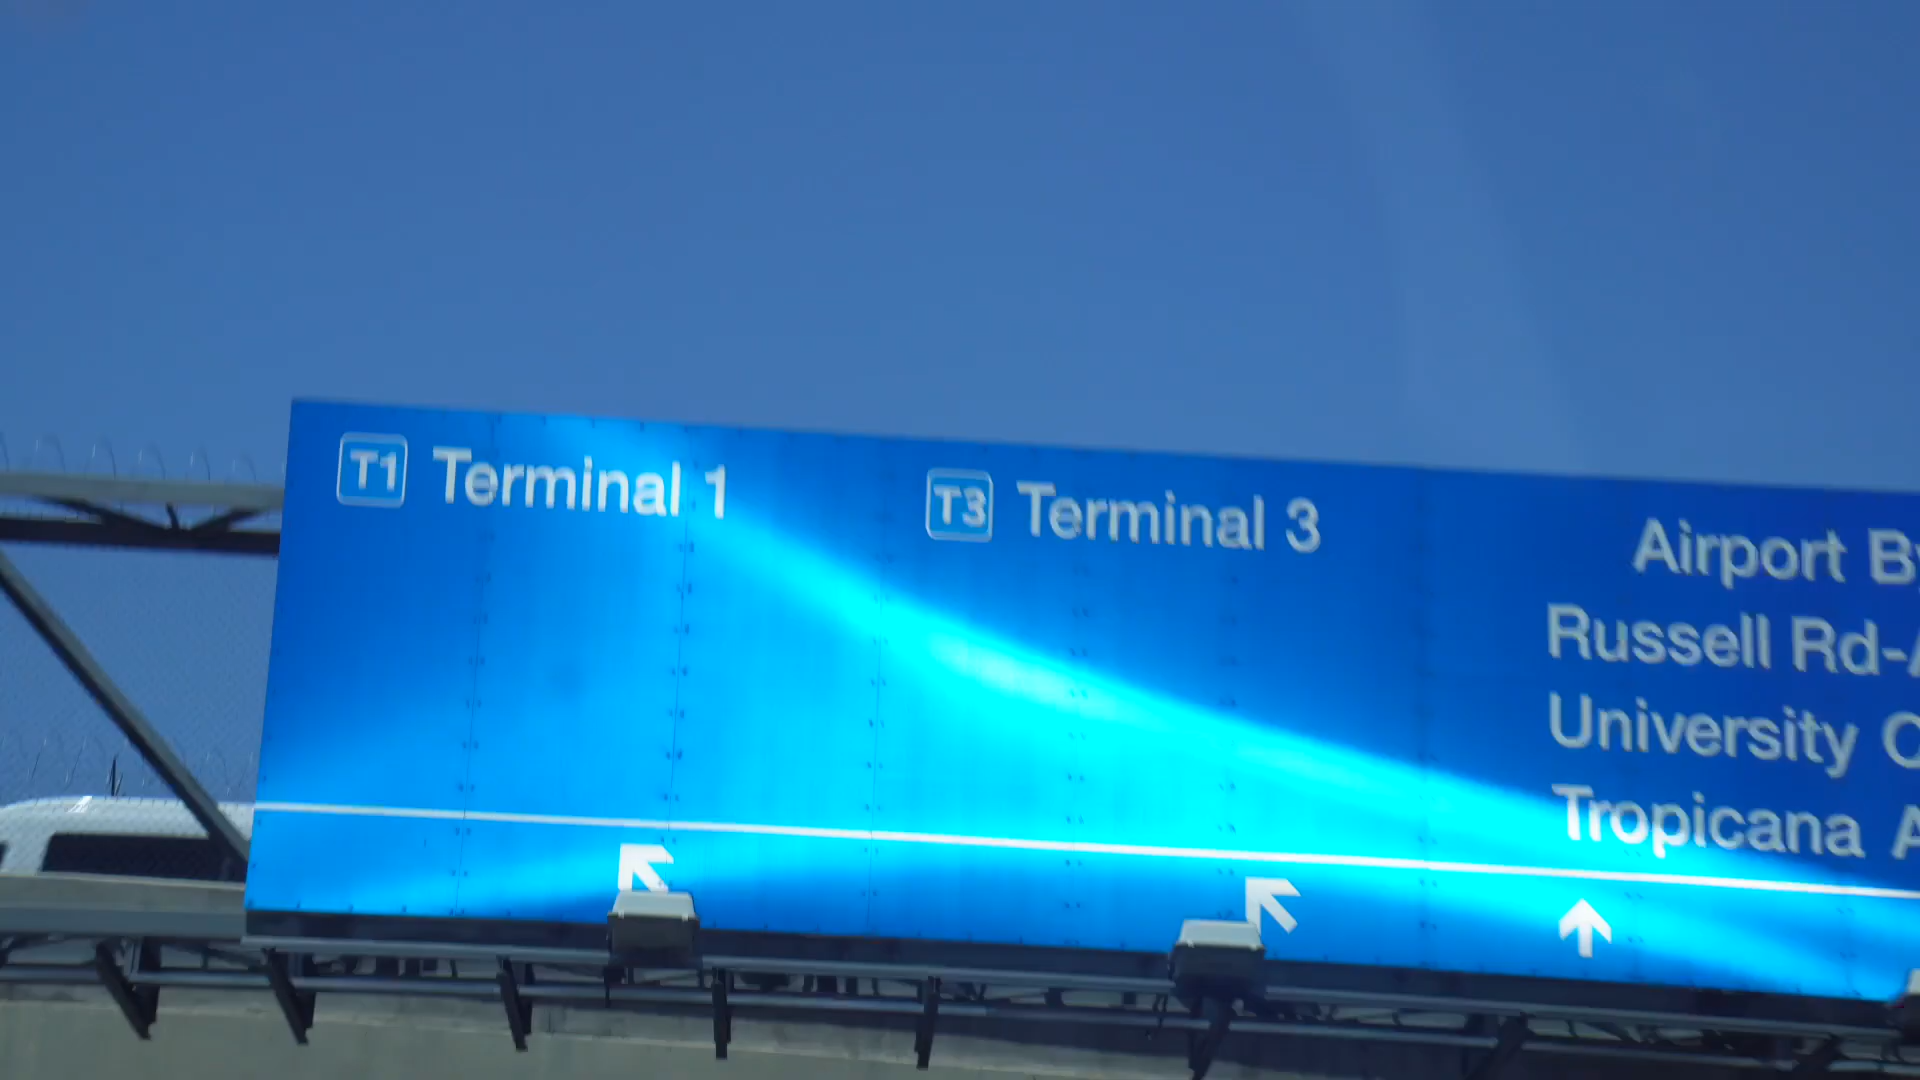 T1 Terminal 1
T3 Terminal 3
Airport
Russell Rd-
University
Tropicana